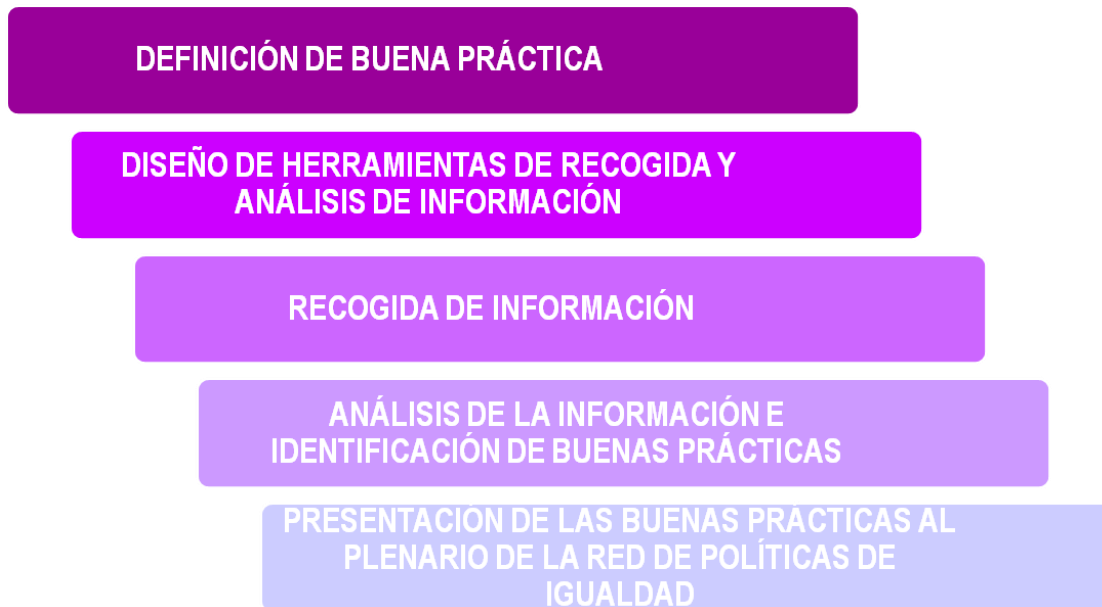 DEFINICIÓN DE BUENA PRÁCTICA
DISEÑO DE HERRAMIENTAS DE RECOGIDA Y
ANÁLISIS DE INFORMACIÓN
RECOGIDA DE INFORMACIÓN
ANÁLISIS DE LA INFORMACIÓN E
IDENTIFICACIÓN DE BUENAS PRÁCTICAS
PRESENTACIÓN DE LAS BUENAS PRÁCTICAS AL
PLENARIO DE LA RED DE POLÍTICAS DE
IGUALDAD